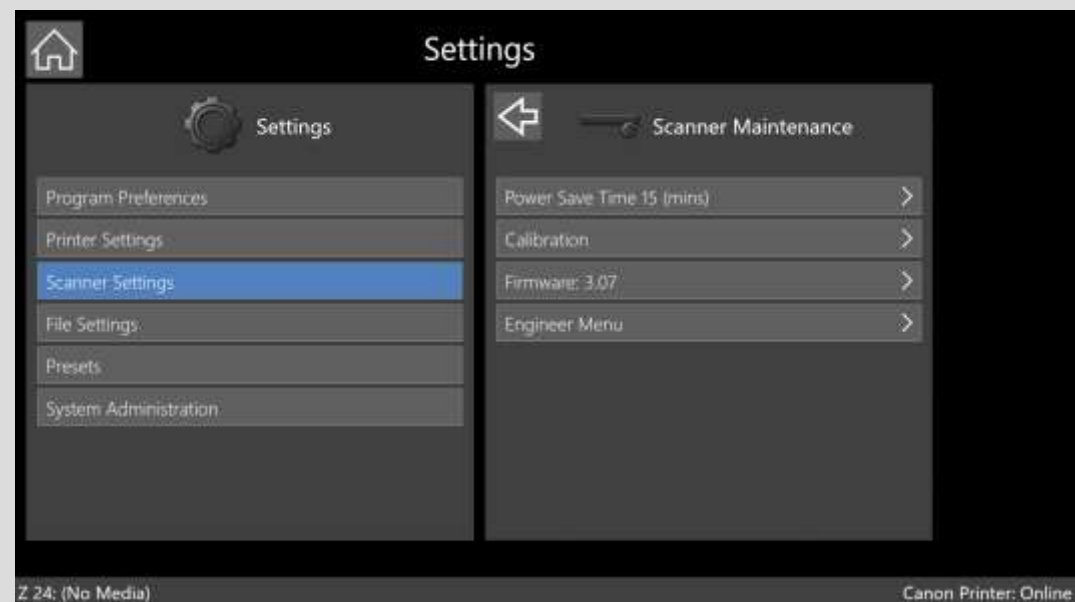 Settings
Settings
Program Preferences
Printer Settings
Scanner Settings
File Settings
Presets
System Administration
Scanner Maintenance
Power Save Time 15 (mins)
Calibration
Firmware: 3.07
Engineer Menu
Z 24: (No Media)
Canon Printer: Online